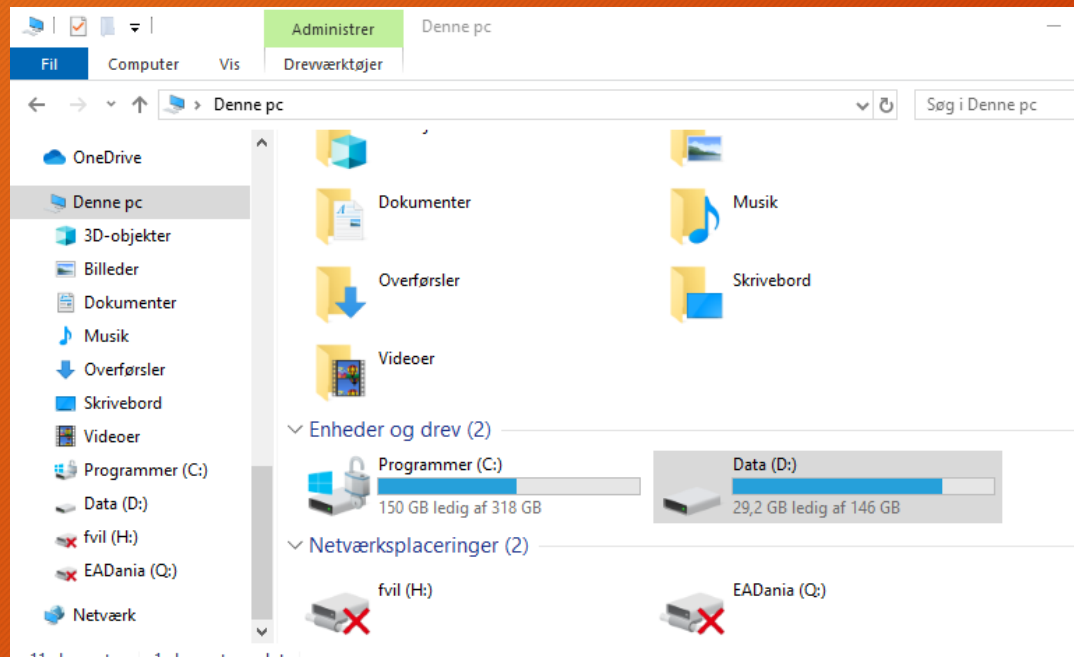 Administrer
Denne pc
Fil
Computer
Vis
Drevværktøjer
Denne pc
Søg i Denne pc
OneDrive
Denne pc
3D-objekter
Billeder
Dokumenter
Musik
Overførsler
Skrivebord
Videoer
Programmer (C:)
Data (D:)
fvil (H:)
EADania (Q:)
Netværk
Dokumenter
Musik
Overførsler
Skrivebord
Videoer
Enheder og drev (2)
Programmer (C:)
150 GB ledig af 318 GB
Data (D:)
29,2 GB ledig af 146 GB
Netværksplaceringer (2)
fvil (H:)
EADania (Q:)